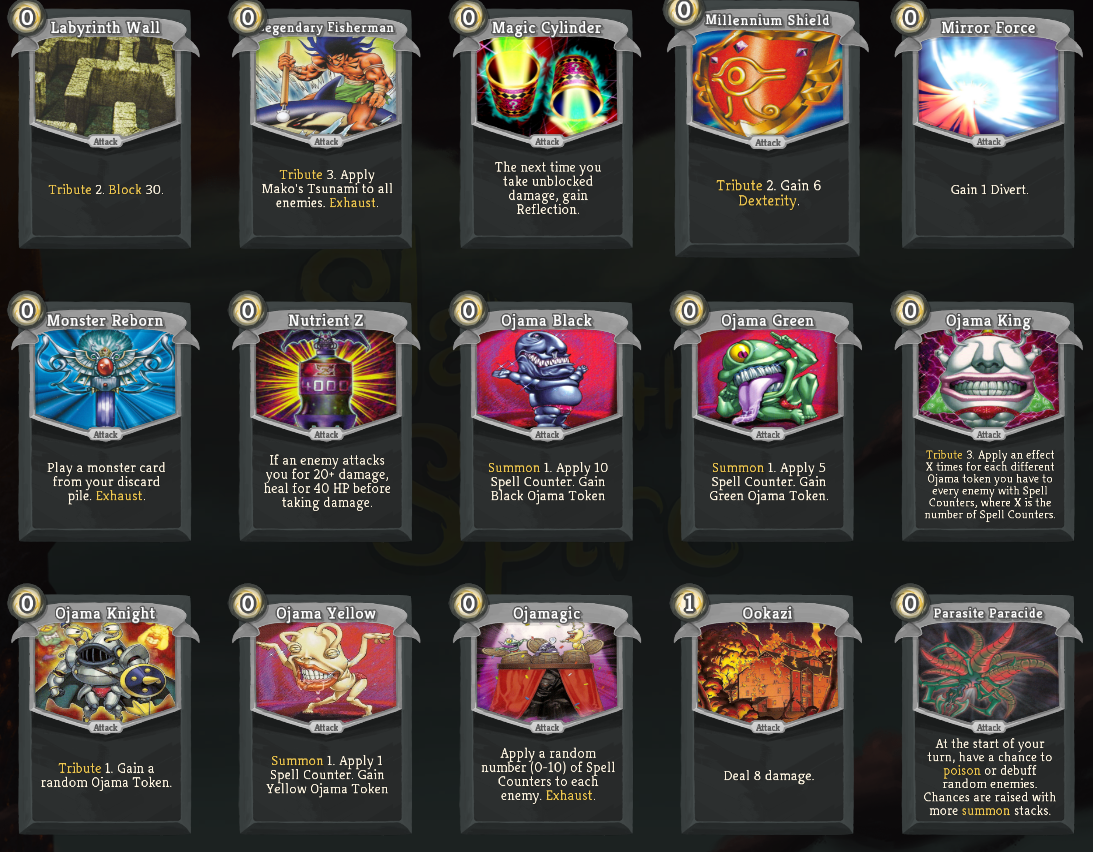 0
Labyrinth Wall
Attack
Tribute 2. Block 30.
0
Legendary Fisherman
Attack
Tribute 3. Apply
Mako's Tsunami to all
enemies. Exhaust.
0
Magic Cylinder
Attack
The next time you
take unblocked
damage, gain
Reflection.
0
Millennium Shield
Attack
Tribute 2. Gain 6
Dexterity.
0
Mirror Force
Attack
Gain 1 Divert.
0
Monster Reborn
Attack
Play a monster card
from your discard
pile. Exhaust.
0
Nutrient Z
Attack
If an enemy attacks
you for 20+ damage,
heal for 40 HP before
taking damage.
0
Ojama Black
Attack
Summon 1. Apply 10
Spell Counter. Gain
Black Ojama Token
0
Ojama Green
Attack
Summon 1. Apply 5
Spell Counter. Gain
Green Ojama Token.
0
Ojama King
Attack
Tribute 3. Apply an effect
X times for each different
Ojama token you have to
every enemy with Spell
Counters, where X is the
number of Spell Counters.
0
Ojama Knight
Attack
Tribute 1. Gain a
random Ojama Token.
0
Ojama Yellow
Attack
Summon 1. Apply 1
Spell Counter. Gain
Yellow Ojama Token
0
Ojamagic
Attack
Apply a random
number (0-10) of Spell
Counters to each
enemy. Exhaust.
1
Ookazi
Attack
Deal 8 damage.
0
Parasite Paracide
Attack
At the start of your
turn, have a chance to
poison or debuff
random enemies.
Chances are raised with
more summon stacks.